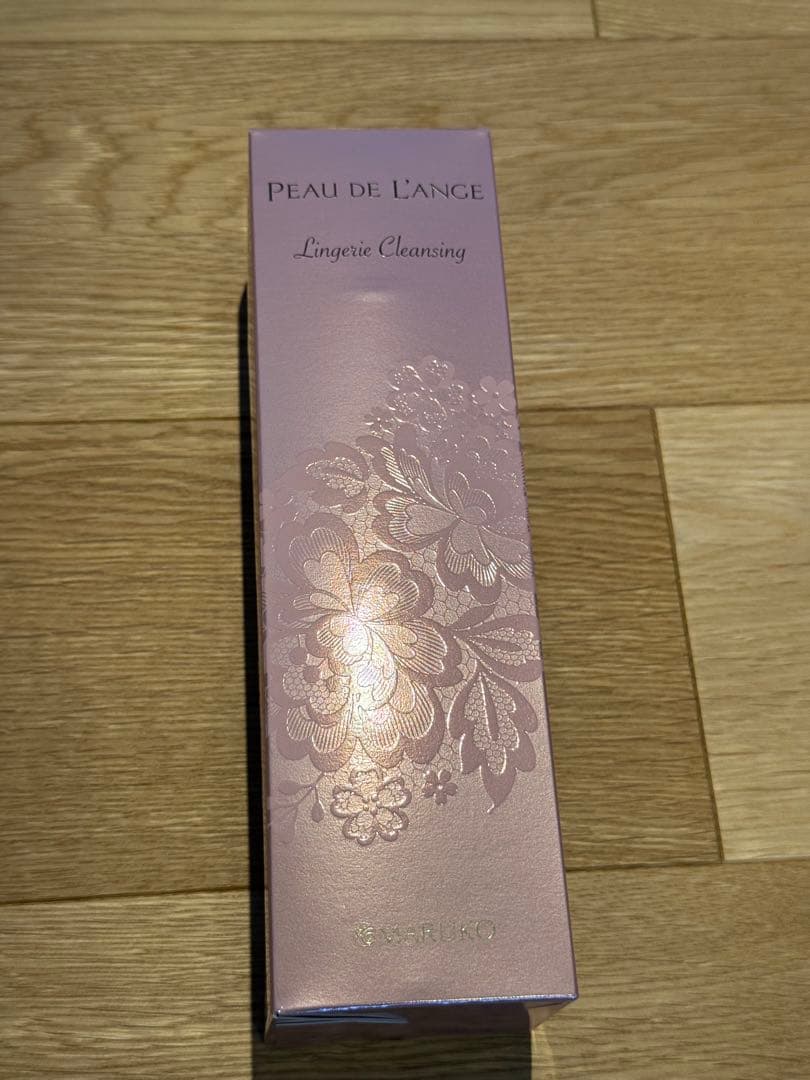 PEAU DE L'ANGE
Lingerie Cleansing
MARUKO